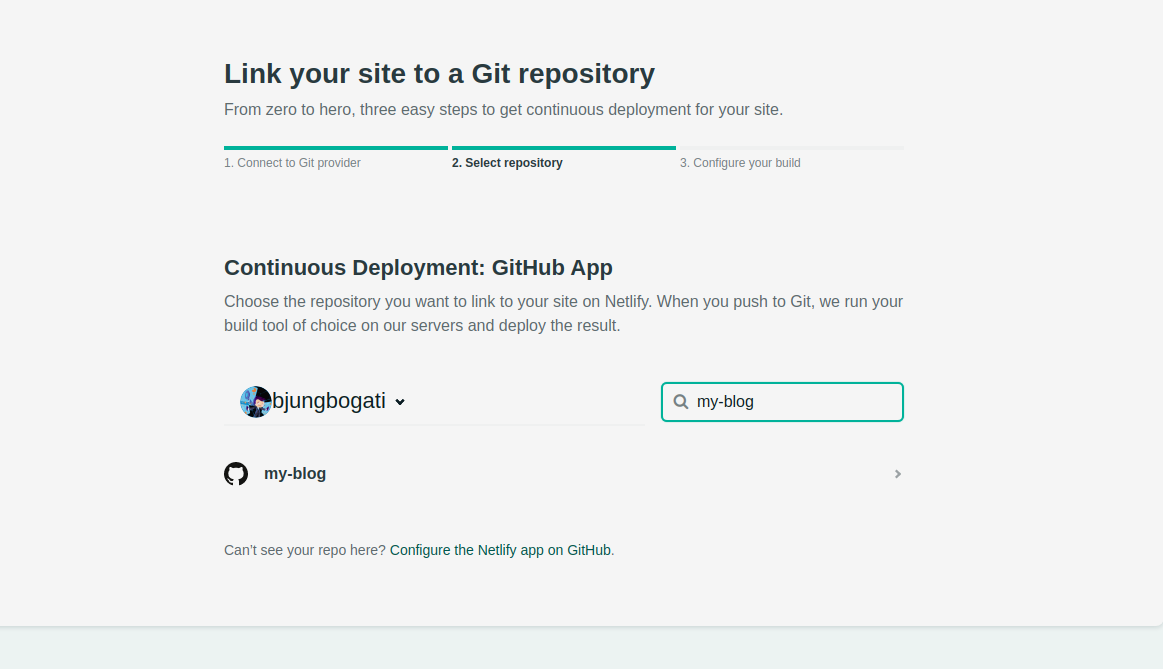 Link your site to a Git repository
From zero to hero, three easy steps to get continuous deployment for your site.
1. Connect to Git provider
2. Select repository
3. Configure your build
Continuous Deployment: GitHub App
Choose the repository you want to link to your site on Netlify. When you push to Git, we run your
build tool of choice on our servers and deploy the result.
bjungbogati
my-blog
my-blog
Can't see your repo here? Configure the Netlify app on GitHub.